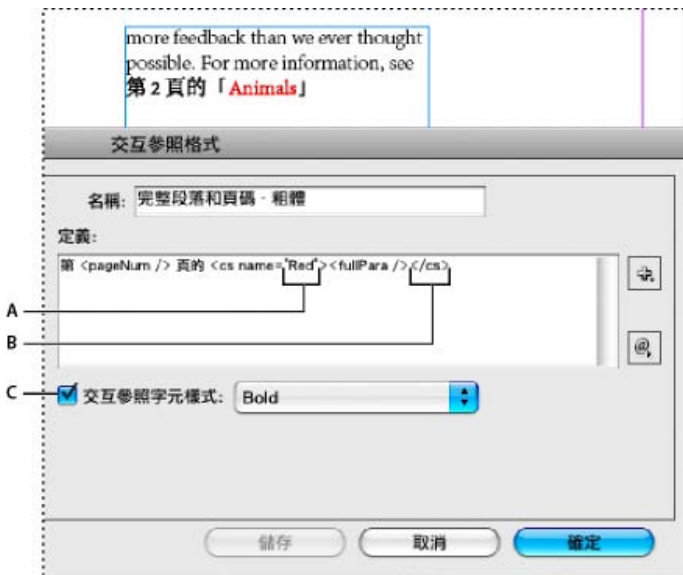 more feedback than we ever thought
possible. For more information, see
第 2 頁的「Animals」
交互參照格式
名稱: 完整段落和頁碼 - 粗體
定義:
第 <pageNum /> 頁的 <cs name="Red"><fullPara /></cs>
A
B
C
交互參照字元樣式: Bold
儲存 取消 確定